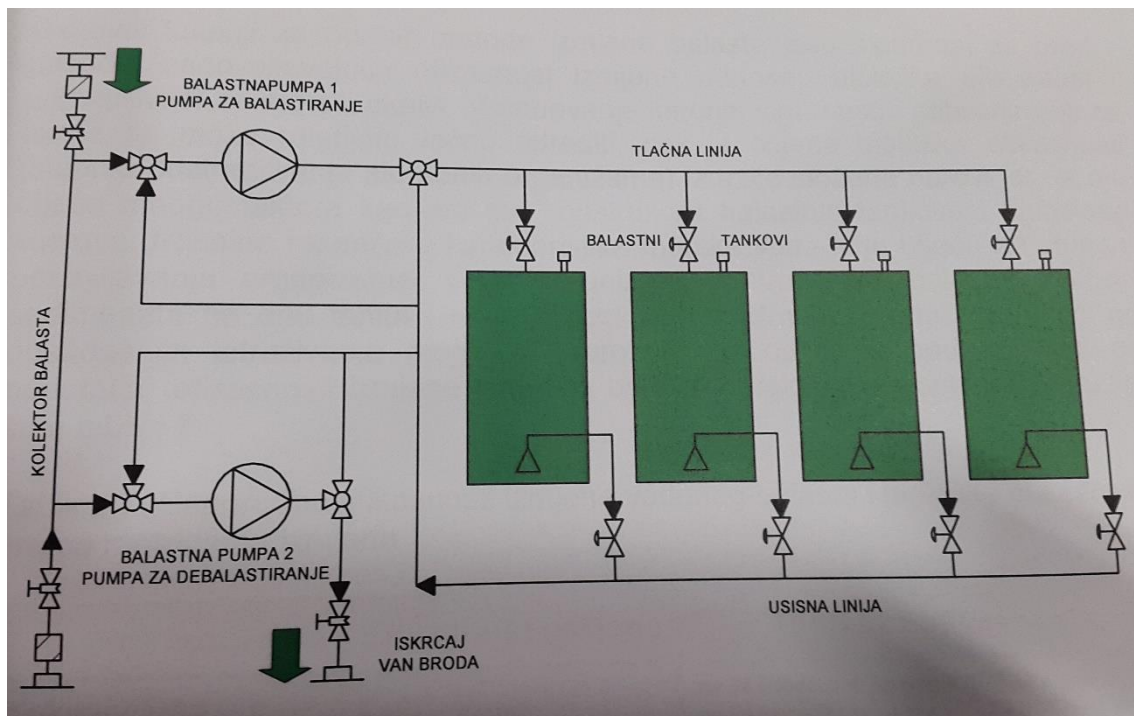 BALASTNAPUMPA 1
PUMPA ZA BALASTIRANJE
TLAČNA LINIJA
BALASTNI TANKOVI
KOLEKTOR BALASTA
BALASTNA PUMPA 2
PUMPA ZA DEBALASTIRANJE
USISNA LINIJA
ISKRCAJ
VAN BRODA